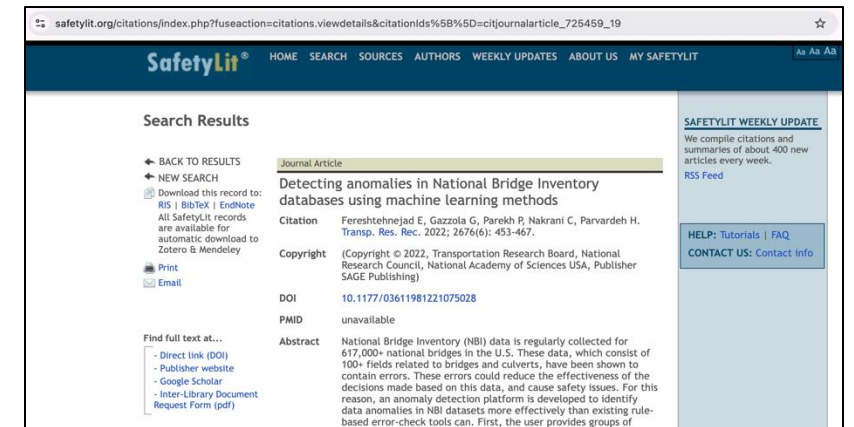 safetylit.org/citations/index.php?fuseaction=citations.viewdetails&citationIds%5B%5D=citjournalarticle_725459_19
SafetyLit®
HOME SEARCH SOURCES AUTHORS WEEKLY UPDATES ABOUT US MY SAFETYLIT
Aa Aa Aa
Search Results
BACK TO RESULTS
NEW SEARCH
Download this record to:
RIS | BibTeX | EndNote
All SafetyLit records
are available for
automatic download to
Zotero & Mendeley
Print
Email
Find full text at...
- Direct link (DOI)
- Publisher website
- Google Scholar
- Inter-Library Document
Request Form (pdf)
Journal Article
Detecting anomalies in National Bridge Inventory
databases using machine learning methods
Citation Fereshtehnejad E, Gazzola G, Parekh P, Nakrani C, Parvardeh H.
Transp. Res. Rec. 2022; 2676(6): 453-467.
Copyright (Copyright © 2022, Transportation Research Board, National
Research Council, National Academy of Sciences USA, Publisher
SAGE Publishing)
DOI 10.1177/03611981221075028
PMID unavailable
Abstract National Bridge Inventory (NBI) data is regularly collected for
617,000+ national bridges in the U.S. These data, which consist of
100+ fields related to bridges and culverts, have been shown to
contain errors. These errors could reduce the effectiveness of the
decisions made based on this data, and cause safety issues. For this
reason, an anomaly detection platform is developed to identify
data anomalies in NBI datasets more effectively than existing rule-
based error-check tools can. First, the user provides groups of
SAFETYLIT WEEKLY UPDATE
We compile citations and
summaries of about 400 new
articles every week.
RSS Feed
HELP: Tutorials | FAQ
CONTACT US: Contact info